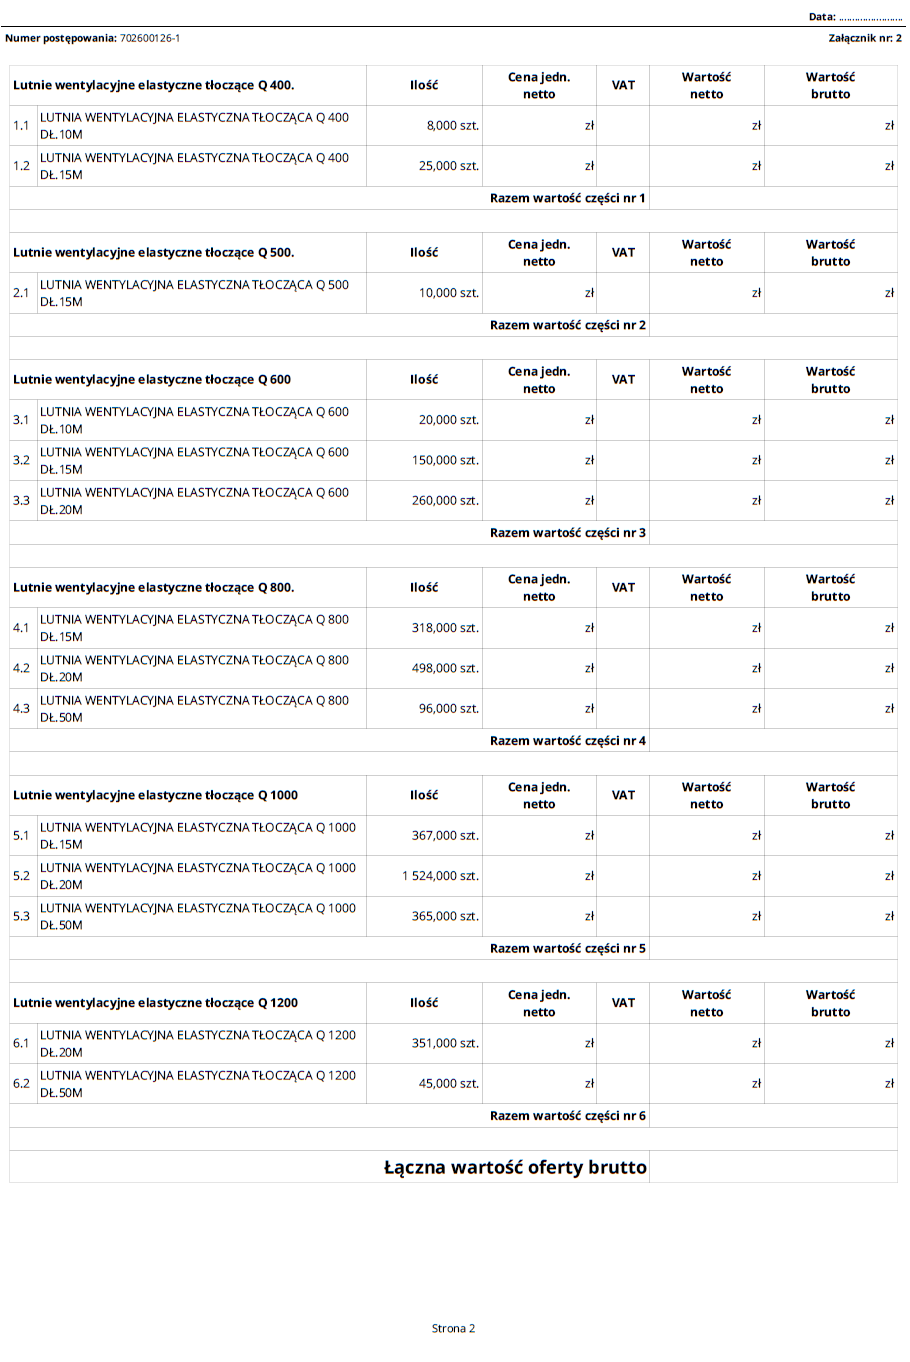 Data: ........................
Numer postępowania: 702600126-1 Załącznik nr: 2
Lutnie wentylacyjne elastyczne tłoczące Q 400. Ilość Cena jedn. netto VAT Wartość netto Wartość brutto
1.1 LUTNIA WENTYLACYJNA ELASTYCZNA TŁOCZĄCA Q 400 8,000 szt. zł zł zł
DŁ.10M
1.2 LUTNIA WENTYLACYJNA ELASTYCZNA TŁOCZĄCA Q 400 25,000 szt. zł zł zł
DŁ.15M
Razem wartość części nr 1
Lutnie wentylacyjne elastyczne tłoczące Q 500. Ilość Cena jedn. netto VAT Wartość netto Wartość brutto
2.1 LUTNIA WENTYLACYJNA ELASTYCZNA TŁOCZĄCA Q 500 10,000 szt. zł zł zł
DŁ.15M
Razem wartość części nr 2
Lutnie wentylacyjne elastyczne tłoczące Q 600 Ilość Cena jedn. netto VAT Wartość netto Wartość brutto
3.1 LUTNIA WENTYLACYJNA ELASTYCZNA TŁOCZĄCA Q 600 20,000 szt. zł zł zł
DŁ.10M
3.2 LUTNIA WENTYLACYJNA ELASTYCZNA TŁOCZĄCA Q 600 150,000 szt. zł zł zł
DŁ.15M
3.3 LUTNIA WENTYLACYJNA ELASTYCZNA TŁOCZĄCA Q 600 260,000 szt. zł zł zł
DŁ.20M
Razem wartość części nr 3
Lutnie wentylacyjne elastyczne tłoczące Q 800. Ilość Cena jedn. netto VAT Wartość netto Wartość brutto
4.1 LUTNIA WENTYLACYJNA ELASTYCZNA TŁOCZĄCA Q 800 318,000 szt. zł zł zł
DŁ.15M
4.2 LUTNIA WENTYLACYJNA ELASTYCZNA TŁOCZĄCA Q 800 498,000 szt. zł zł zł
DŁ.20M
4.3 LUTNIA WENTYLACYJNA ELASTYCZNA TŁOCZĄCA Q 800 96,000 szt. zł zł zł
DŁ.50M
Razem wartość części nr 4
Lutnie wentylacyjne elastyczne tłoczące Q 1000 Ilość Cena jedn. netto VAT Wartość netto Wartość brutto
5.1 LUTNIA WENTYLACYJNA ELASTYCZNA TŁOCZĄCA Q 1000 367,000 szt. zł zł zł
DŁ.15M
5.2 LUTNIA WENTYLACYJNA ELASTYCZNA TŁOCZĄCA Q 1000 1 524,000 szt. zł zł zł
DŁ.20M
5.3 LUTNIA WENTYLACYJNA ELASTYCZNA TŁOCZĄCA Q 1000 365,000 szt. zł zł zł
DŁ.50M
Razem wartość części nr 5
Lutnie wentylacyjne elastyczne tłoczące Q 1200 Ilość Cena jedn. netto VAT Wartość netto Wartość brutto
6.1 LUTNIA WENTYLACYJNA ELASTYCZNA TŁOCZĄCA Q 1200 351,000 szt. zł zł zł
DŁ.20M
6.2 LUTNIA WENTYLACYJNA ELASTYCZNA TŁOCZĄCA Q 1200 45,000 szt. zł zł zł
DŁ.50M
Razem wartość części nr 6
Łączna wartość oferty brutto
Strona 2